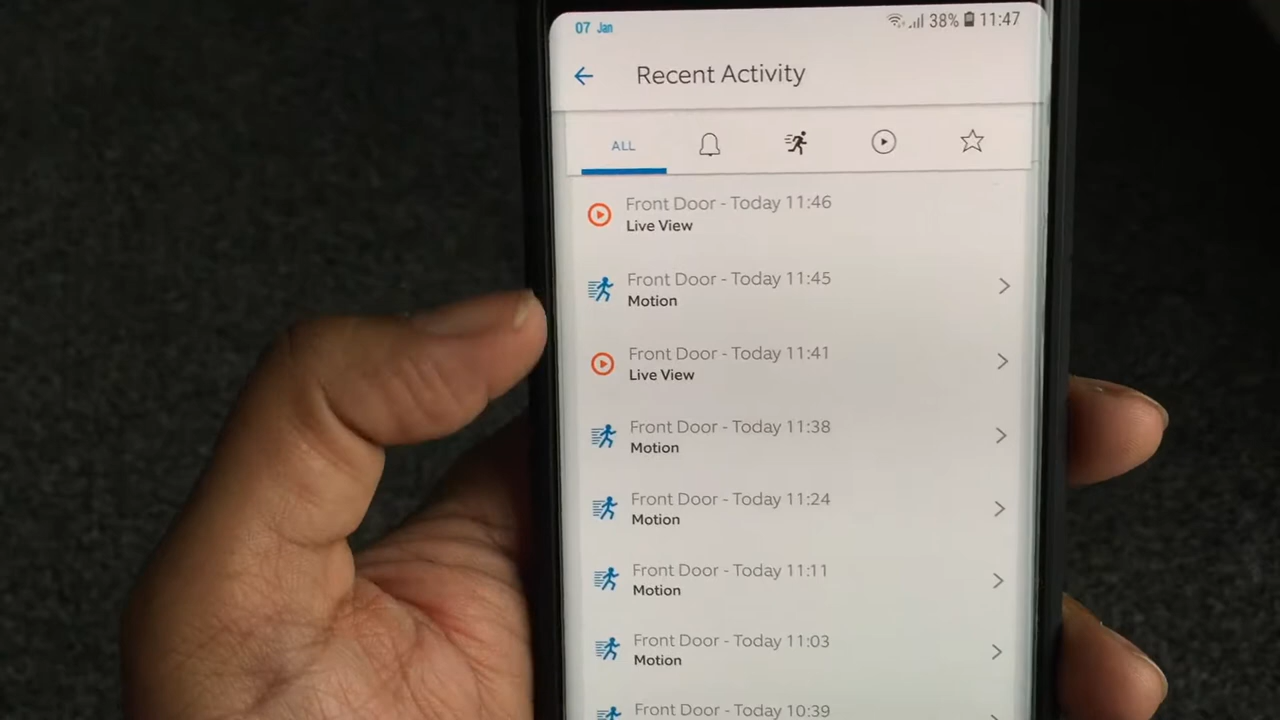 07 Jan
38% 11:47
Recent Activity
ALL
Front Door - Today 11:46
Live View
Front Door - Today 11:45
Motion
Front Door - Today 11:41
Live View
Front Door - Today 11:38
Motion
Front Door - Today 11:24
Motion
Front Door - Today 11:11
Motion
Front Door - Today 11:03
Motion
Front Door - Today 10:39